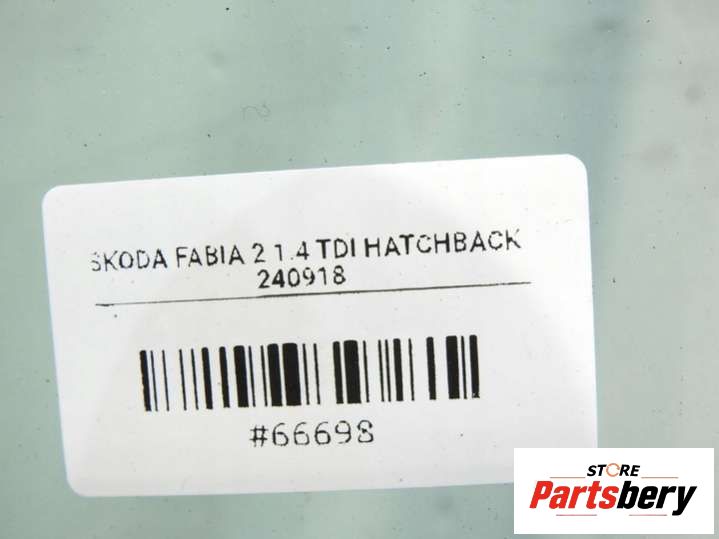 SKODA FABIA 2 1.4 TDI HATCHBACK
240918
#66698
STORE
Partsbery